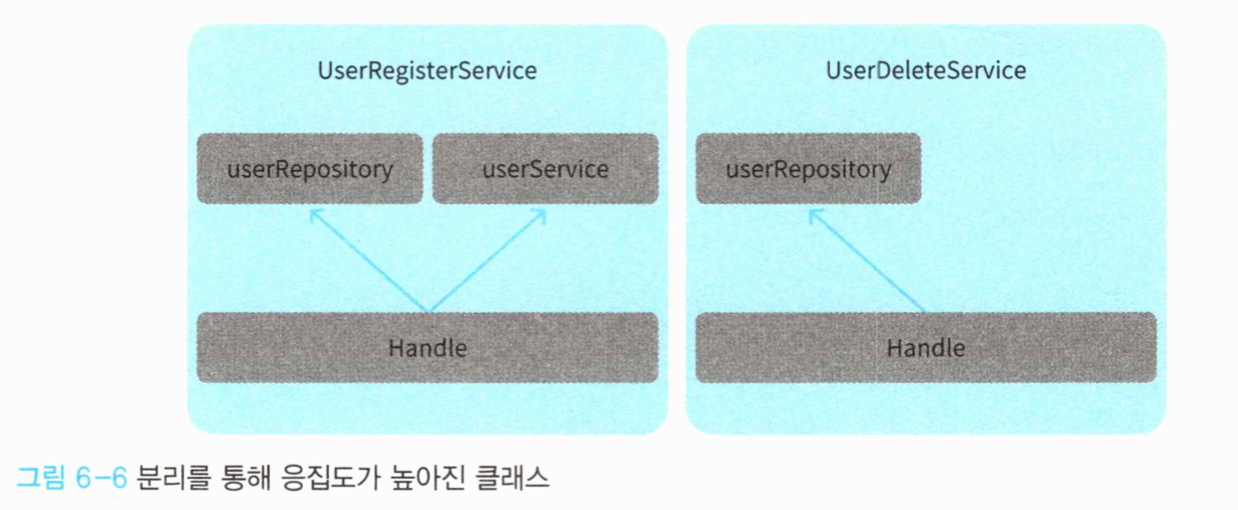 UserRegisterService
userRepository
userService
Handle
UserDeleteService
userRepository
Handle
그림 6-6 분리를 통해 응집도가 높아진 클래스